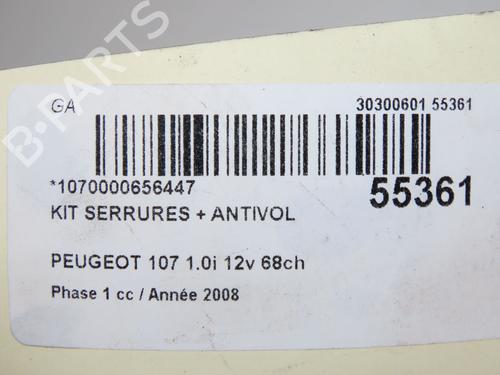 GA
30300601 55361
*1070000656447
55361
KIT SERRURES + ANTIVOL
PEUGEOT 107 1.0i 12v 68ch
Phase 1 cc / Année 2008
B-PARTS